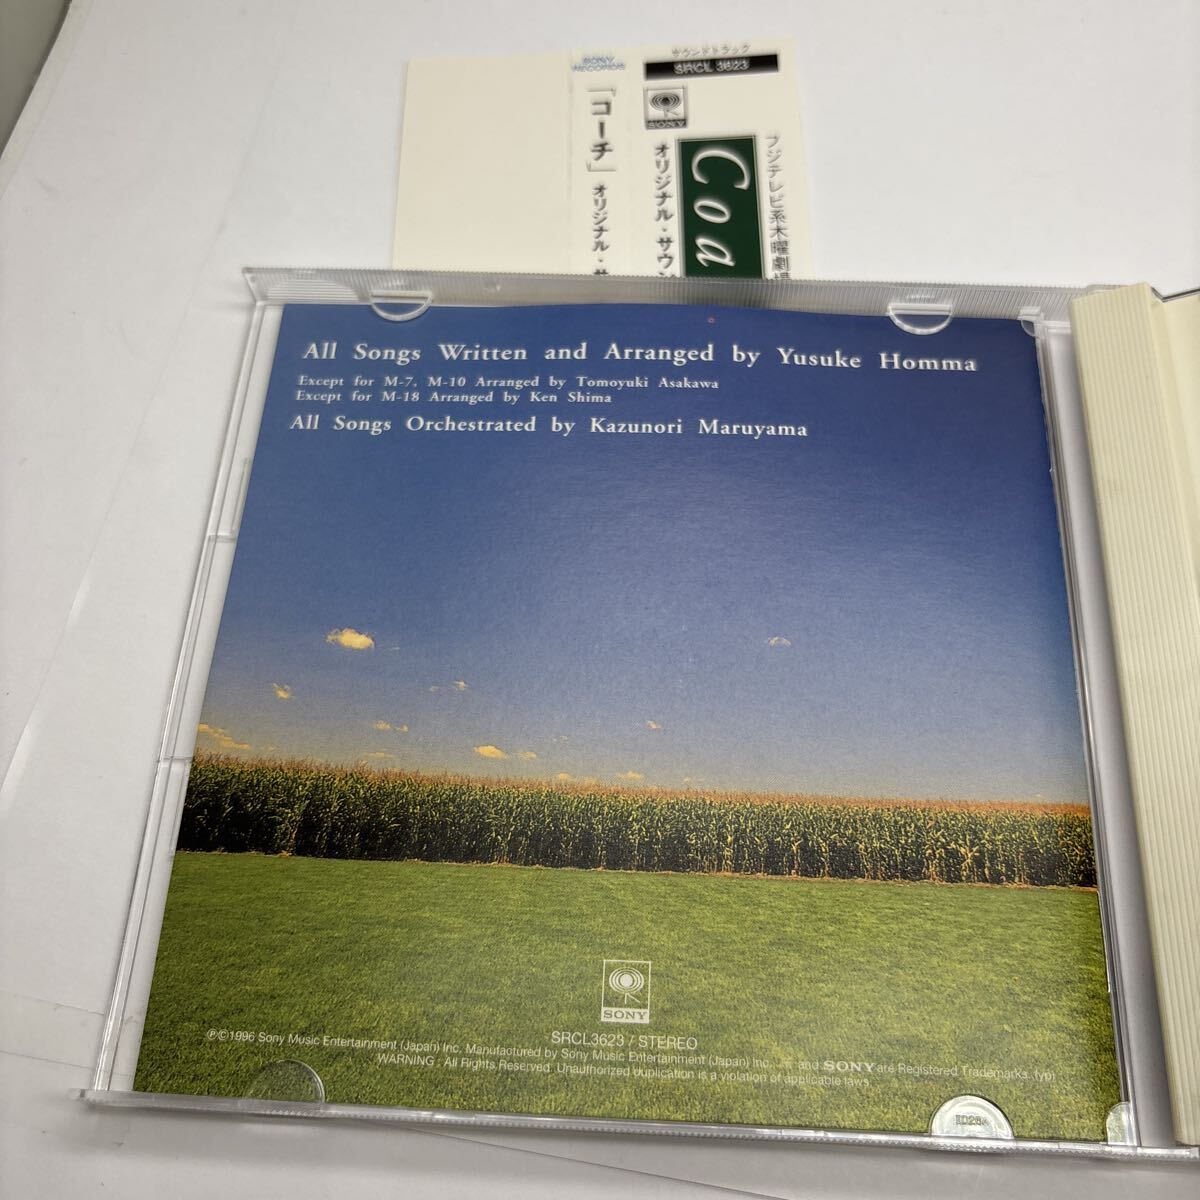 サウンドトラック
SRCL 3623
SONY
RECORDS
SONY
フジテレビ系木曜劇場
Coa
オリジナル・サウン
「コーチ」 オリジナル・サ
All Songs Written and Arranged by Yusuke Homma
Except for M-7, M-10 Arranged by Tomoyuki Asakawa
Except for M-18 Arranged by Ken Shima
All Songs Orchestrated by Kazunori Maruyama
SONY
SRCL3623 / STEREO
℗©1996 Sony Music Entertainment (Japan) Inc. Manufactured by Sony Music Entertainment (Japan) Inc. and SONY are Registered Trademarks. (yp)
WARNING : All Rights Reserved. Unauthorized duplication is a violation of applicable laws.